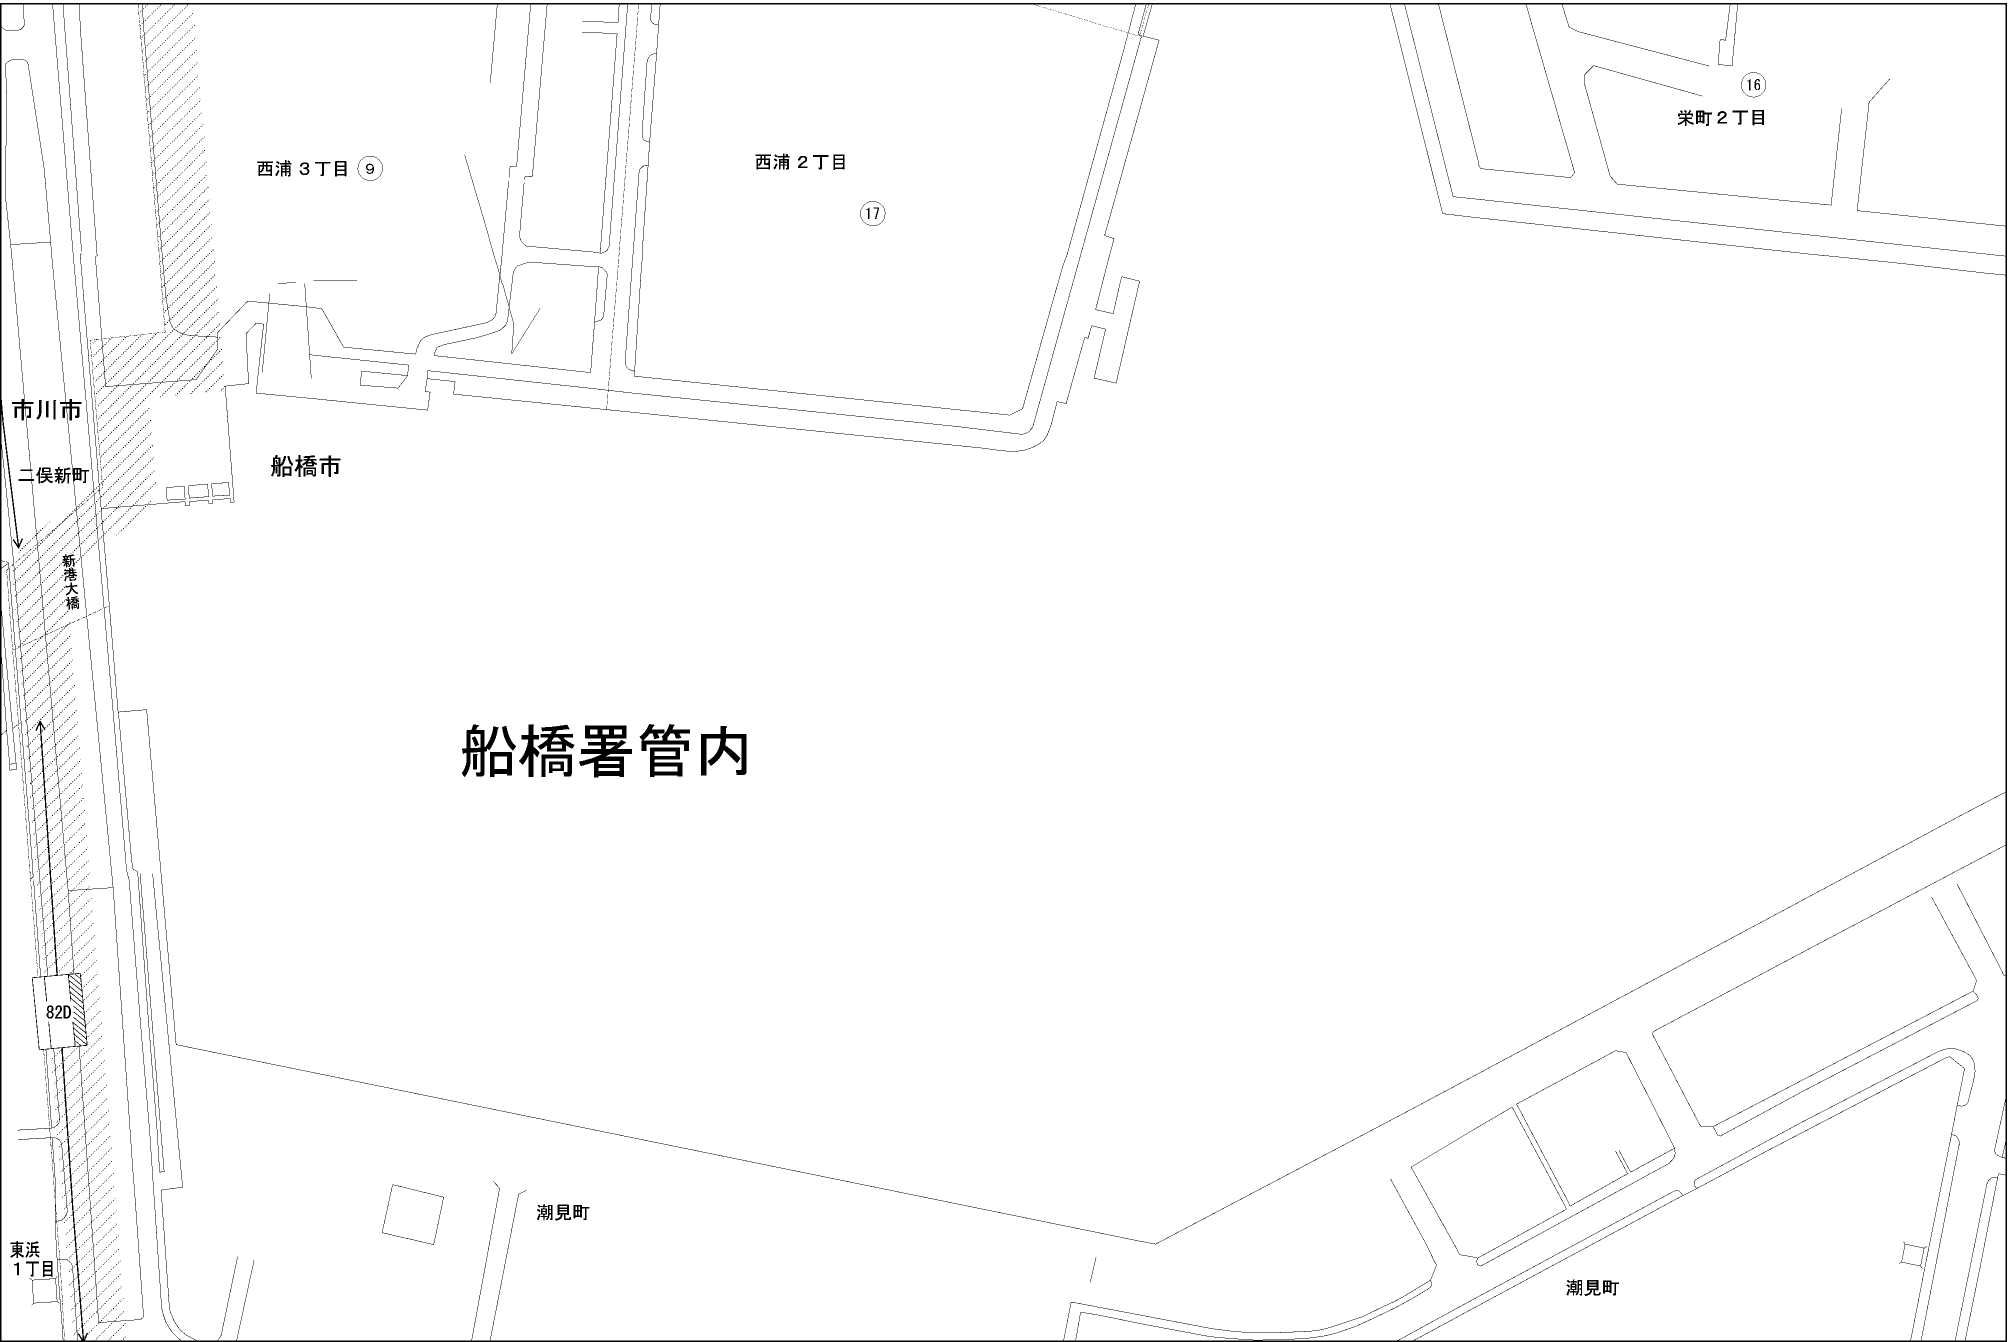 16
栄町２丁目
西浦３丁目 9
西浦２丁目
17
市川市
二俣新町
船橋市
新港大橋
船橋署管内
82D
潮見町
東浜
１丁目
潮見町